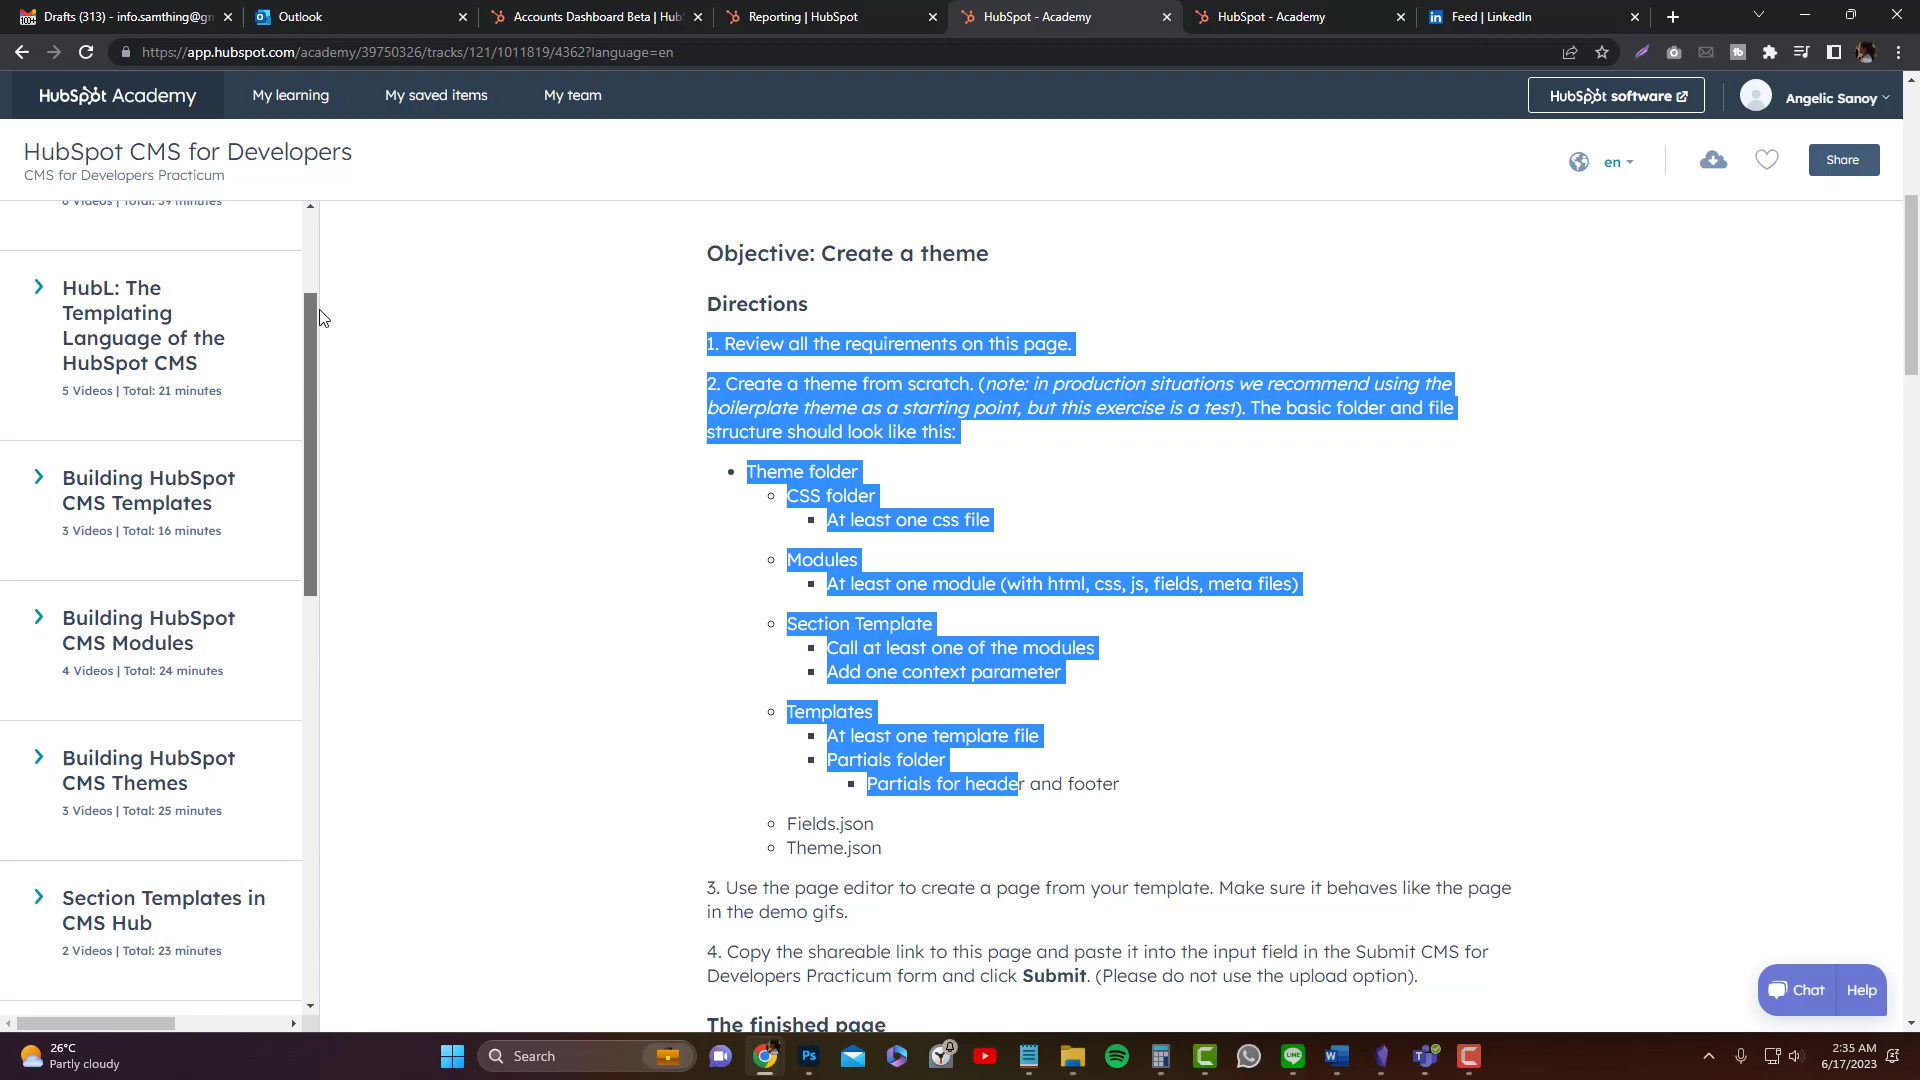 Drafts (313) - info.samthing@gm
Outlook
Accounts Dashboard Beta | Hub
Reporting | HubSpot
HubSpot - Academy
HubSpot - Academy
Feed | LinkedIn
https://app.hubspot.com/academy/39750326/tracks/121/1011819/4362?language=en
HubSpot Academy
My learning
My saved items
My team
HubSpot software
Angelic Sanoy
HubSpot CMS for Developers
CMS for Developers Practicum
en
Share
6 Videos | Total: 39 minutes
HubL: The
Templating
Language of the
HubSpot CMS
5 Videos | Total: 21 minutes
Building HubSpot
CMS Templates
3 Videos | Total: 16 minutes
Building HubSpot
CMS Modules
4 Videos | Total: 24 minutes
Building HubSpot
CMS Themes
3 Videos | Total: 25 minutes
Section Templates in
CMS Hub
2 Videos | Total: 23 minutes
Objective: Create a theme
Directions
1. Review all the requirements on this page.
2. Create a theme from scratch. (note: in production situations we recommend using the
boilerplate theme as a starting point, but this exercise is a test). The basic folder and file
structure should look like this:
Theme folder
CSS folder
At least one css file
Modules
At least one module (with html, css, js, fields, meta files)
Section Template
Call at least one of the modules
Add one context parameter
Templates
At least one template file
Partials folder
Partials for header and footer
Fields.json
Theme.json
3. Use the page editor to create a page from your template. Make sure it behaves like the page
in the demo gifs.
4. Copy the shareable link to this page and paste it into the input field in the Submit CMS for
Developers Practicum form and click Submit. (Please do not use the upload option).
The finished page
Chat
Help
26°C
Partly cloudy
Search
2:35 AM
6/17/2023